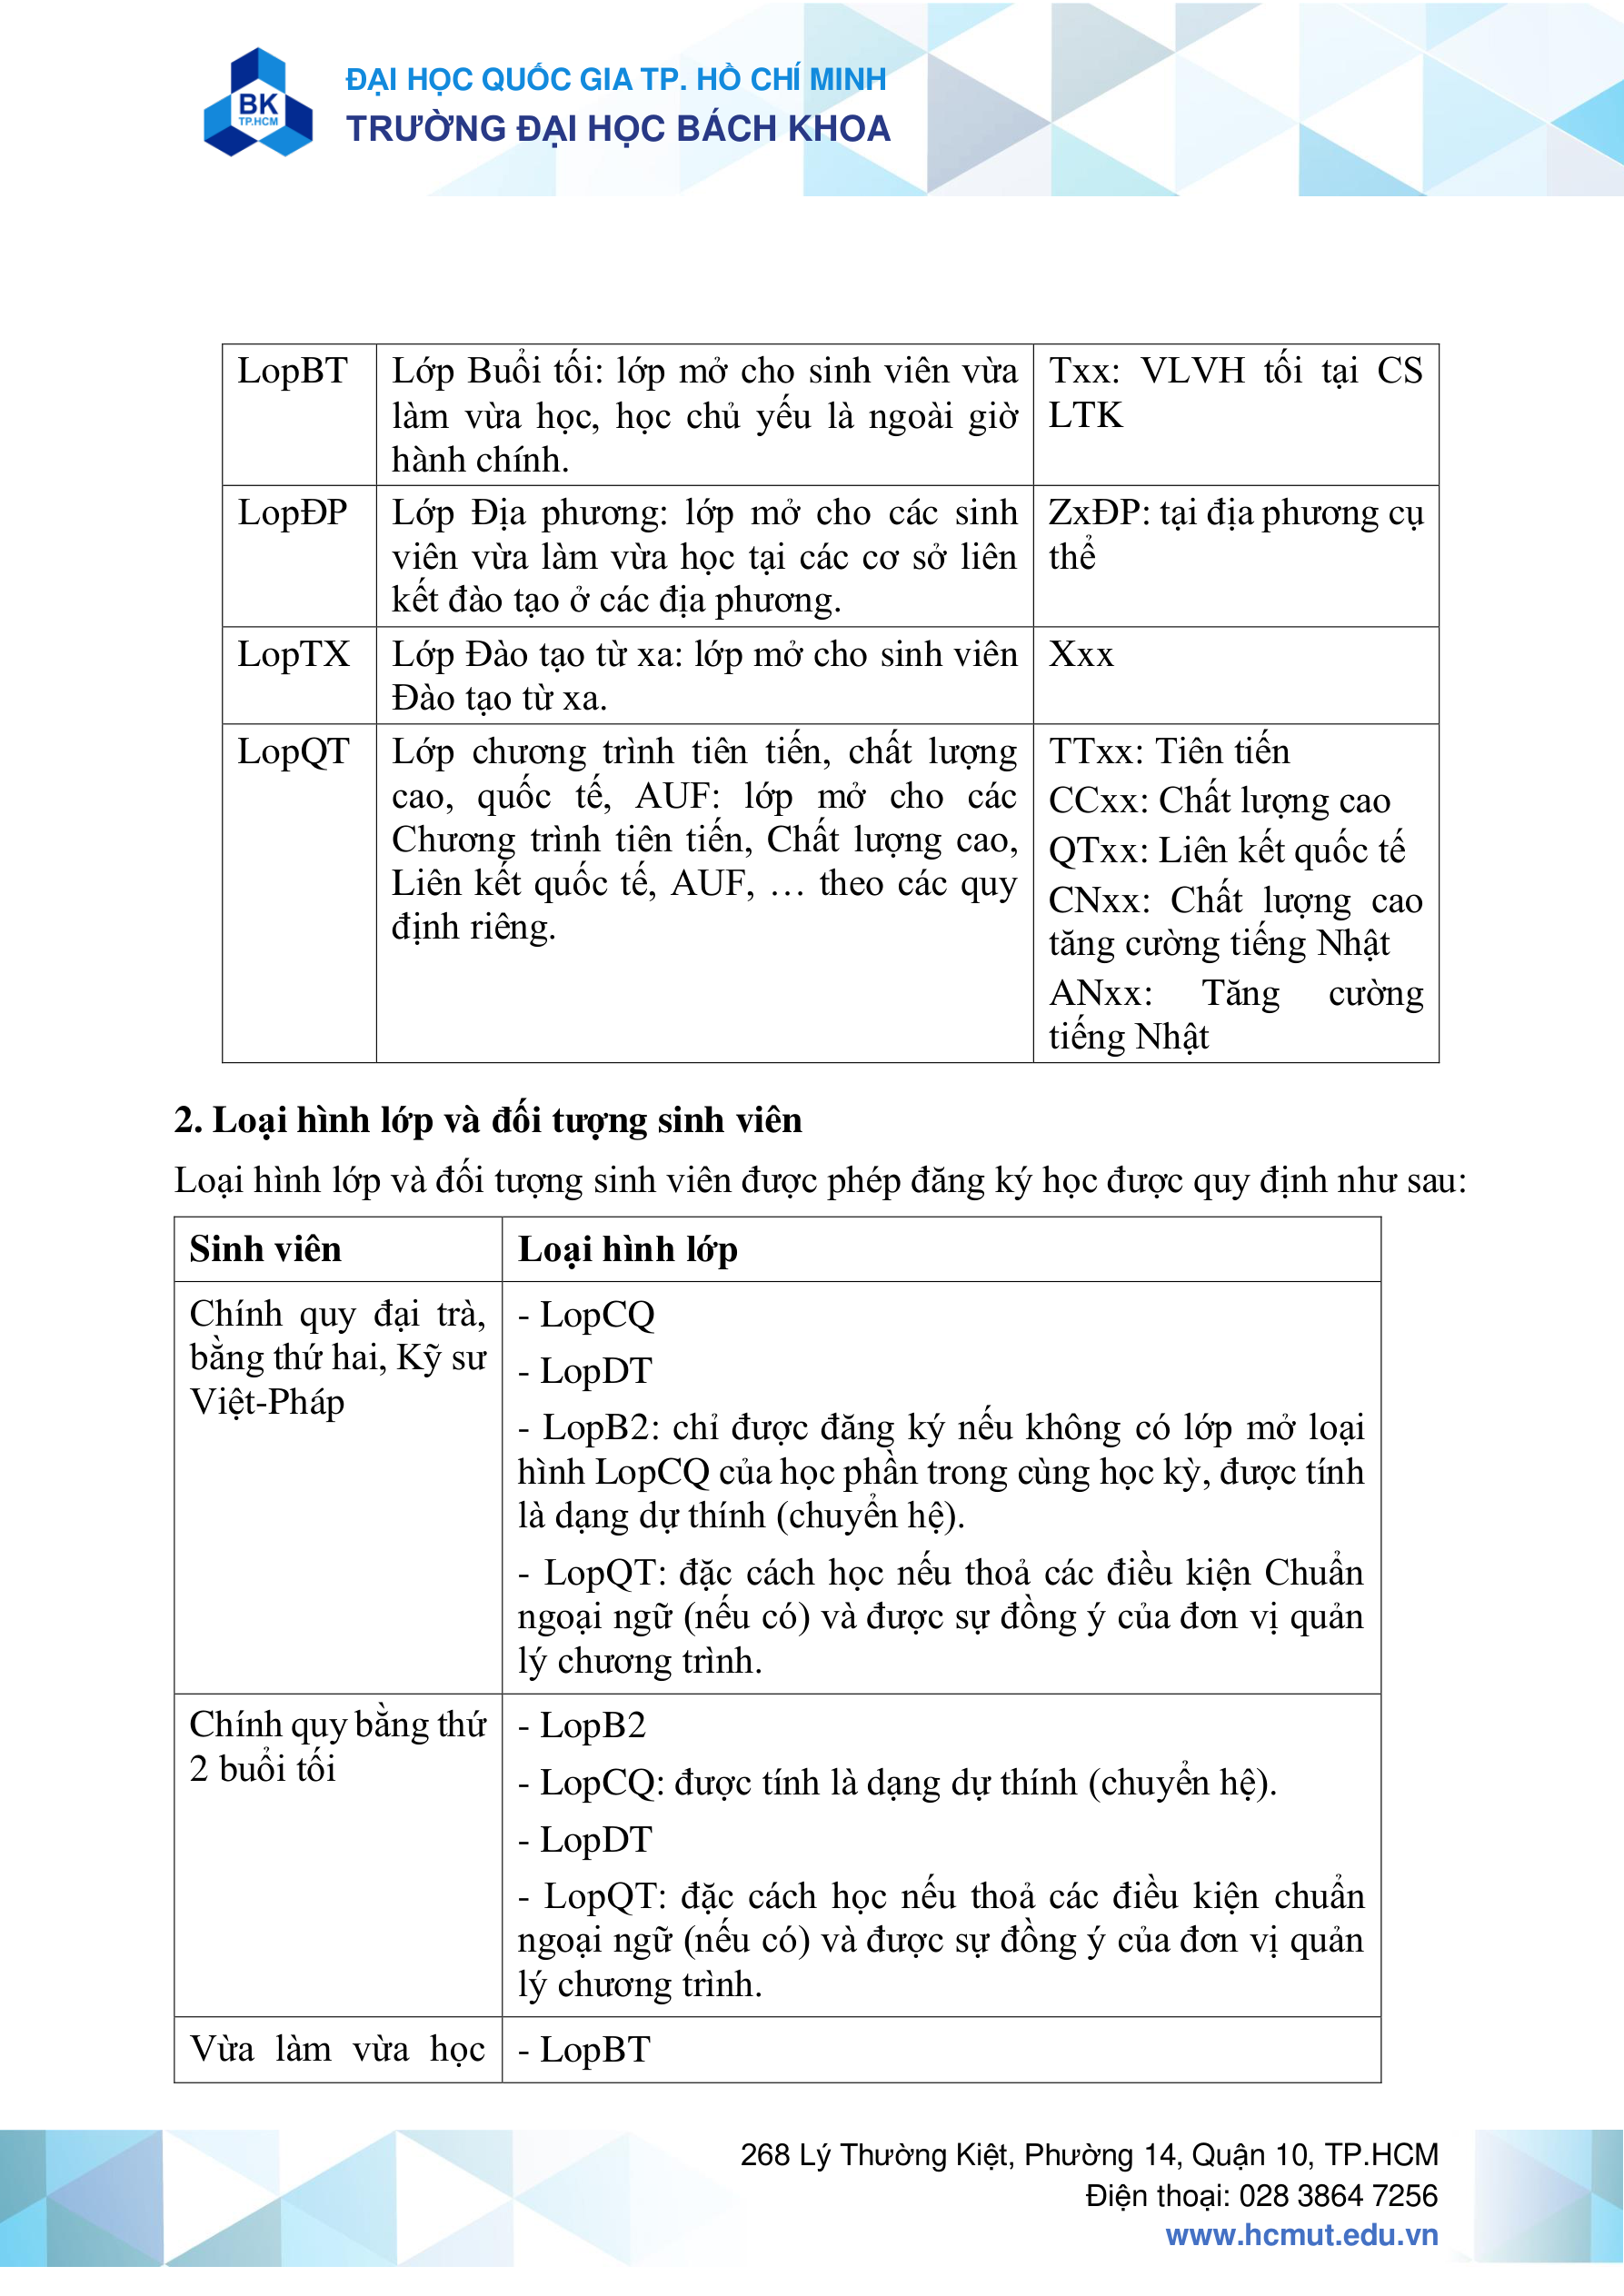 BK
TP.HCM
ĐẠI HỌC QUỐC GIA TP. HỒ CHÍ MINH
TRƯỜNG ĐẠI HỌC BÁCH KHOA
LopBT
Lớp Buổi tối: lớp mở cho sinh viên vừa
làm vừa học, học chủ yếu là ngoài giờ
hành chính.
Txx: VLVH tối tại CS
LTK
LopĐP
Lớp Địa phương: lớp mở cho các sinh
viên vừa làm vừa học tại các cơ sở liên
kết đào tạo ở các địa phương.
ZxĐP: tại địa phương cụ
thể
LopTX
Lớp Đào tạo từ xa: lớp mở cho sinh viên
Đào tạo từ xa.
Xxx
LopQT
Lớp chương trình tiên tiến, chất lượng
cao, quốc tế, AUF: lớp mở cho các
Chương trình tiên tiến, Chất lượng cao,
Liên kết quốc tế, AUF, … theo các quy
định riêng.
TTxx: Tiên tiến
CCxx: Chất lượng cao
QTxx: Liên kết quốc tế
CNxx: Chất lượng cao
tăng cường tiếng Nhật
ANxx: Tăng cường
tiếng Nhật
2. Loại hình lớp và đối tượng sinh viên
Loại hình lớp và đối tượng sinh viên được phép đăng ký học được quy định như sau:
Sinh viên
Loại hình lớp
Chính quy đại trà,
bằng thứ hai, Kỹ sư
Việt-Pháp
- LopCQ
- LopDT
- LopB2: chỉ được đăng ký nếu không có lớp mở loại
hình LopCQ của học phần trong cùng học kỳ, được tính
là dạng dự thính (chuyển hệ).
- LopQT: đặc cách học nếu thoả các điều kiện Chuẩn
ngoại ngữ (nếu có) và được sự đồng ý của đơn vị quản
lý chương trình.
Chính quy bằng thứ
2 buổi tối
- LopB2
- LopCQ: được tính là dạng dự thính (chuyển hệ).
- LopDT
- LopQT: đặc cách học nếu thoả các điều kiện chuẩn
ngoại ngữ (nếu có) và được sự đồng ý của đơn vị quản
lý chương trình.
Vừa làm vừa học
- LopBT
268 Lý Thường Kiệt, Phường 14, Quận 10, TP.HCM
Điện thoại: 028 3864 7256
www.hcmut.edu.vn